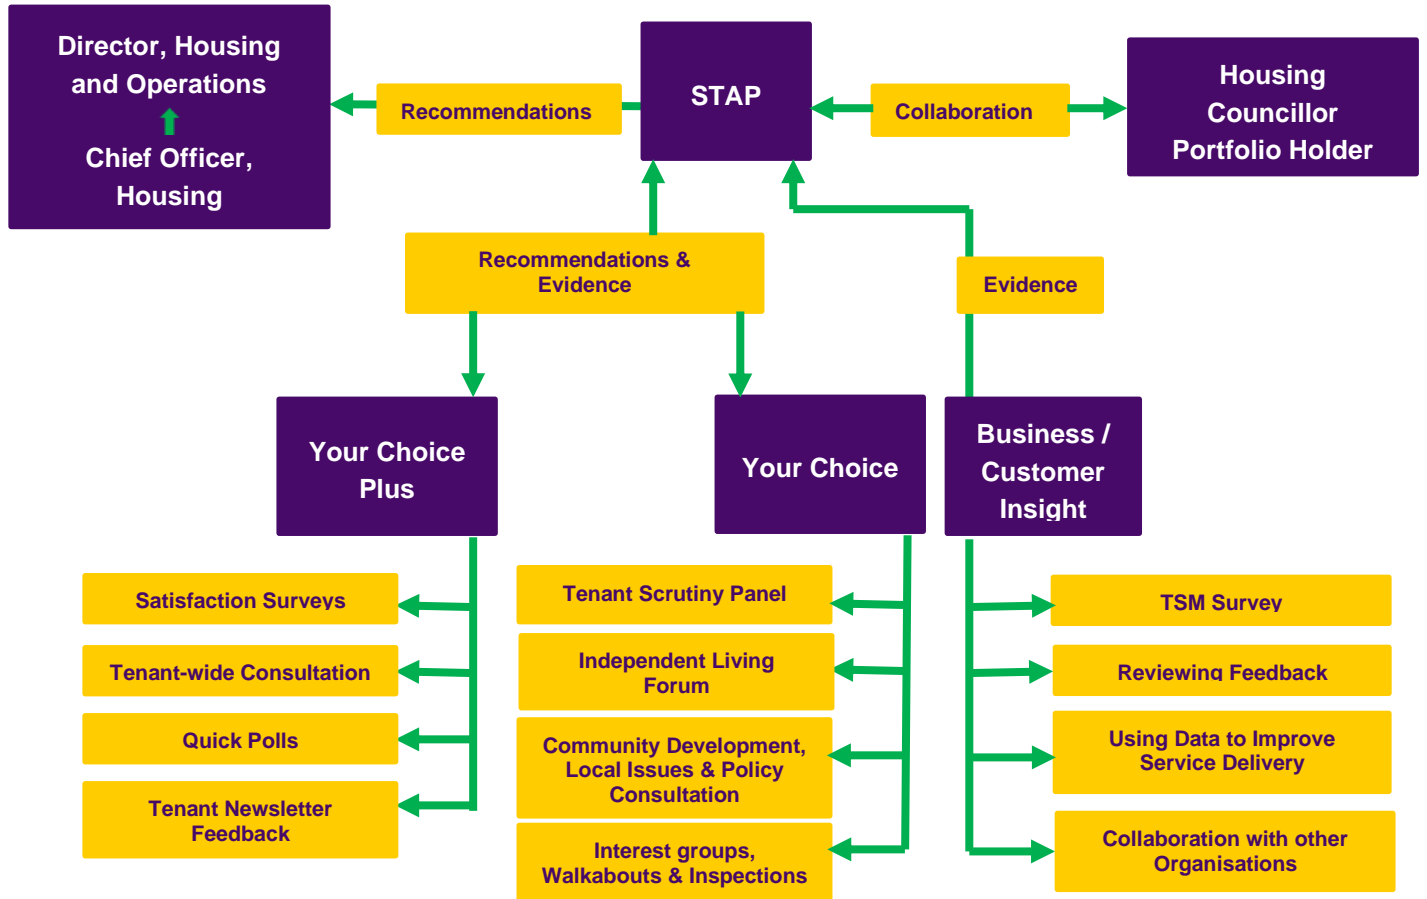 Director, Housing
and Operations
Chief Officer,
Housing
Recommendations
STAP
Collaboration
Housing
Councillor
Portfolio Holder
Recommendations &
Evidence
Evidence
Your Choice
Plus
Your Choice
Business /
Customer
Insight
Satisfaction Surveys
Tenant-wide Consultation
Quick Polls
Tenant Newsletter
Feedback
Tenant Scrutiny Panel
Independent Living
Forum
Community Development,
Local Issues & Policy
Consultation
Interest groups,
Walkabouts & Inspections
TSM Survey
Reviewing Feedback
Using Data to Improve
Service Delivery
Collaboration with other
Organisations